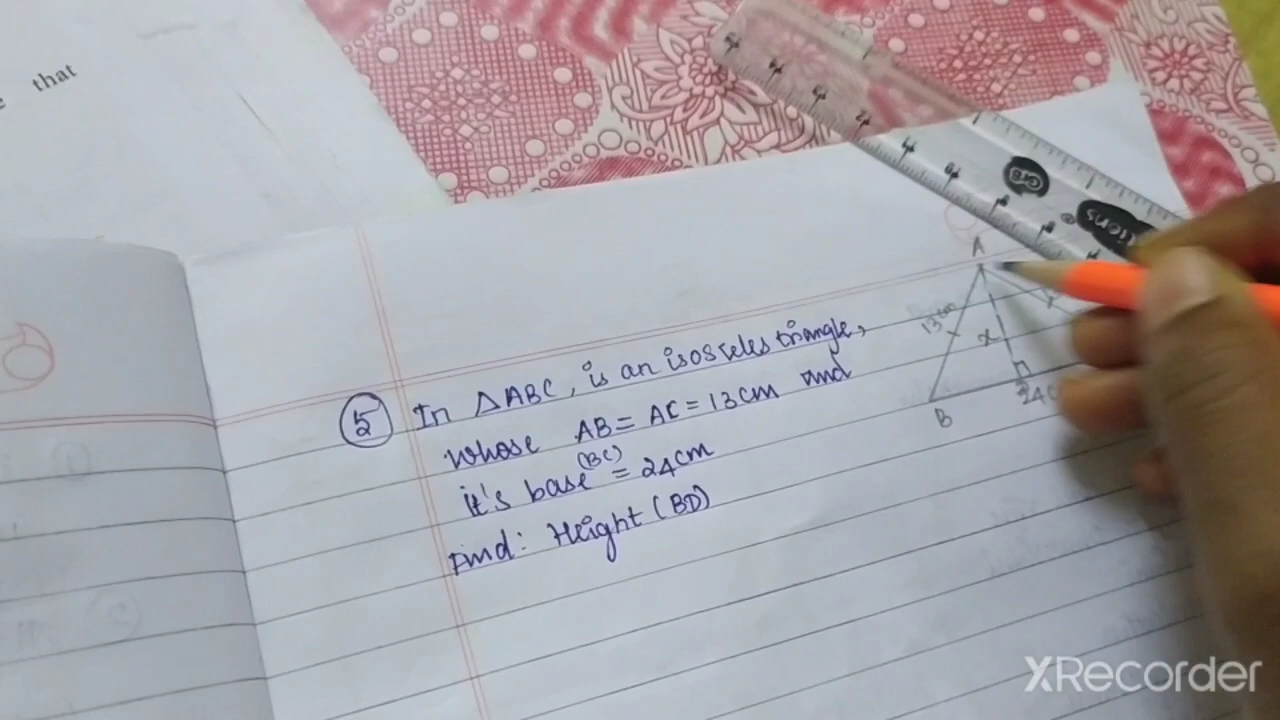 that
5 In △ABC, is an isosceles triangle,
whose AB = AC = 13cm and
it's base (BC) = 24cm
Find: Height (BD)
A
13cm
x
24c
B
XRecorder